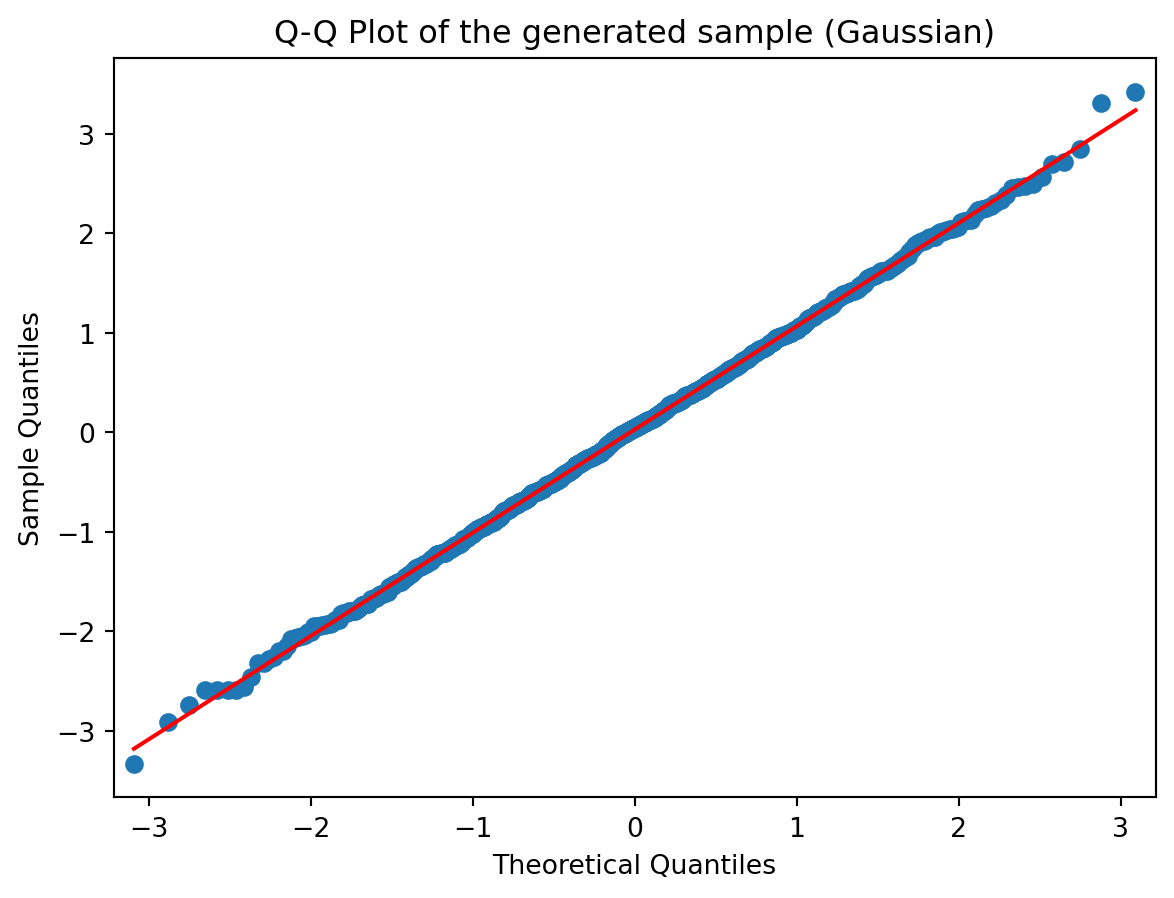 Q-Q Plot of the generated sample (Gaussian)
Sample Quantiles
3
2
1
0
−1
−2
−3
−3 −2 −1 0 1 2 3
Theoretical Quantiles